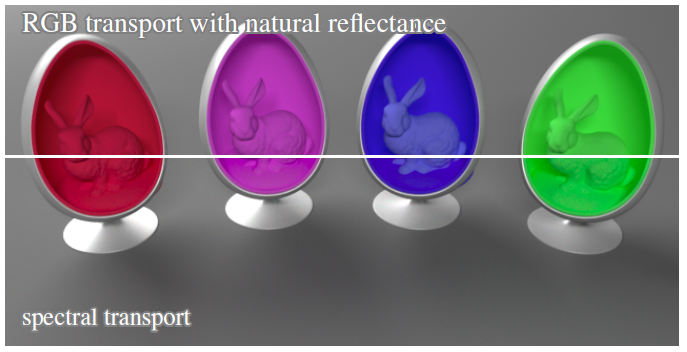 RGB transport with natural reflectance
spectral transport